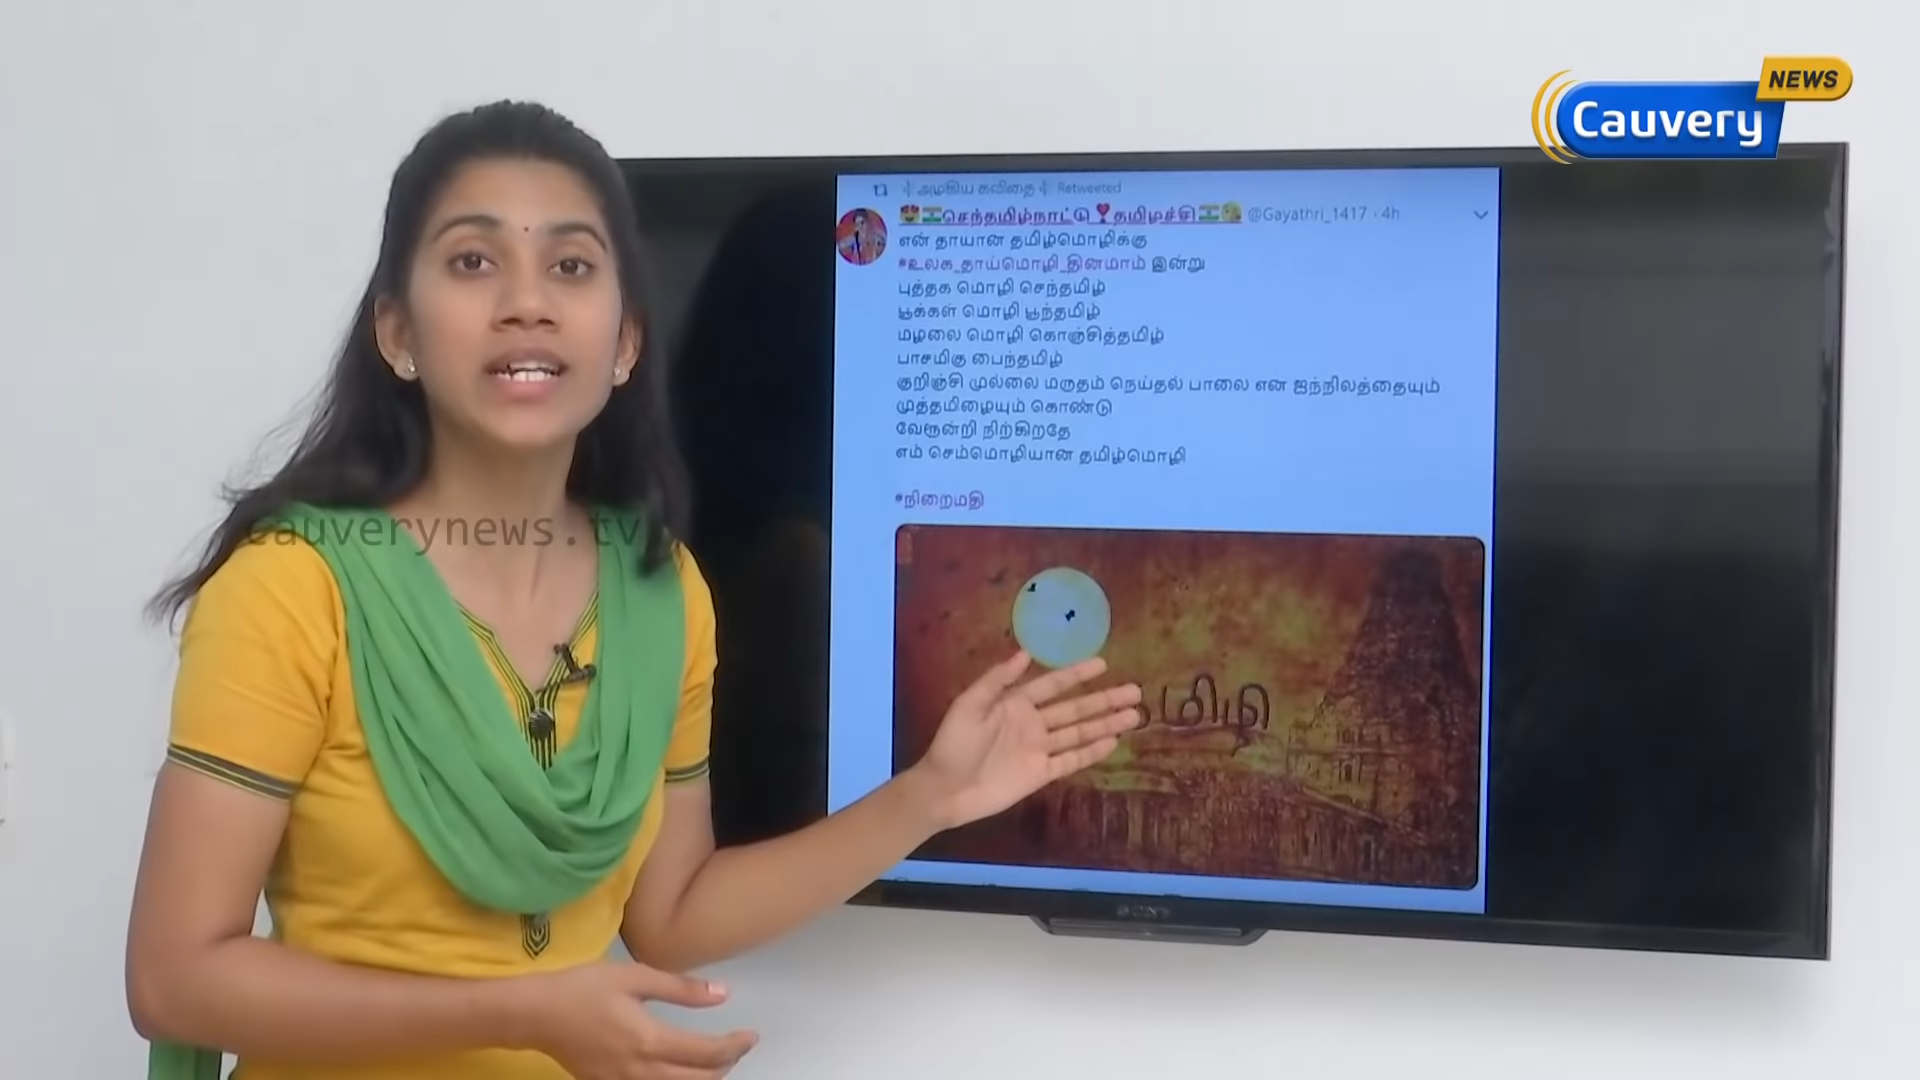 Cauvery NEWS
அழகிய கவிதை Retweeted
செந்தமிழ்நாட்டு தமிழச்சி @Gayathri_1417 · 4h
என் தாயான தமிழ்மொழிக்கு
#உலக_தாய்மொழி_தினமாம் இன்று
புத்தக மொழி செந்தமிழ்
பூக்கள் மொழி பூந்தமிழ்
மழலை மொழி கொஞ்சித்தமிழ்
பாசமிகு பைந்தமிழ்
குறிஞ்சி முல்லை மருதம் நெய்தல் பாலை என ஐந்நிலத்தையும்
முத்தமிழையும் கொண்டு
வேரூன்றி நிற்கிறதே
எம் செம்மொழியான தமிழ்மொழி
#நிறைமதி
cauverynews.tv
SONY